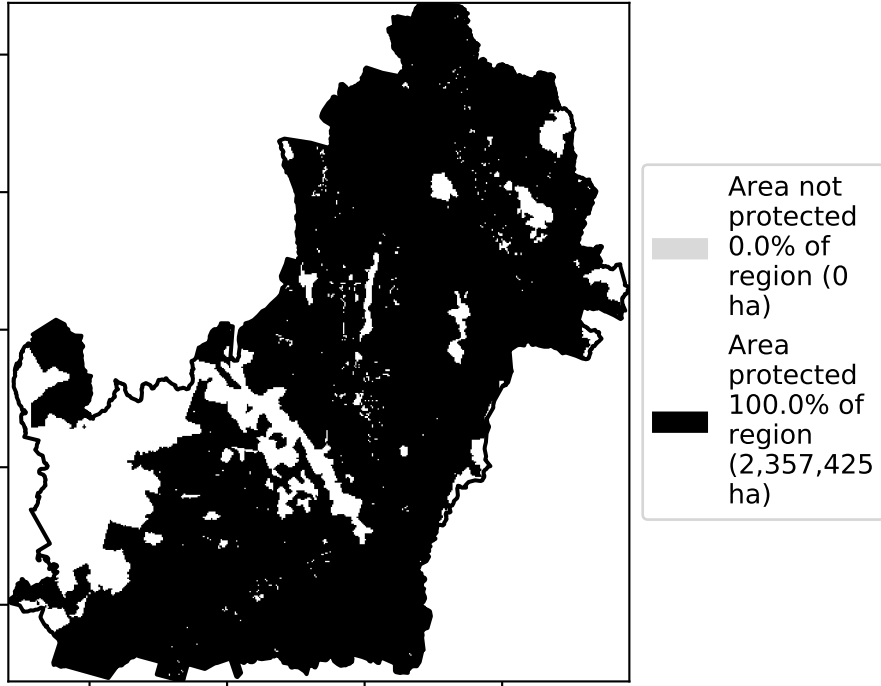 Area not
protected
0.0% of
region (0
ha)
Area
protected
100.0% of
region
(2,357,425
ha)